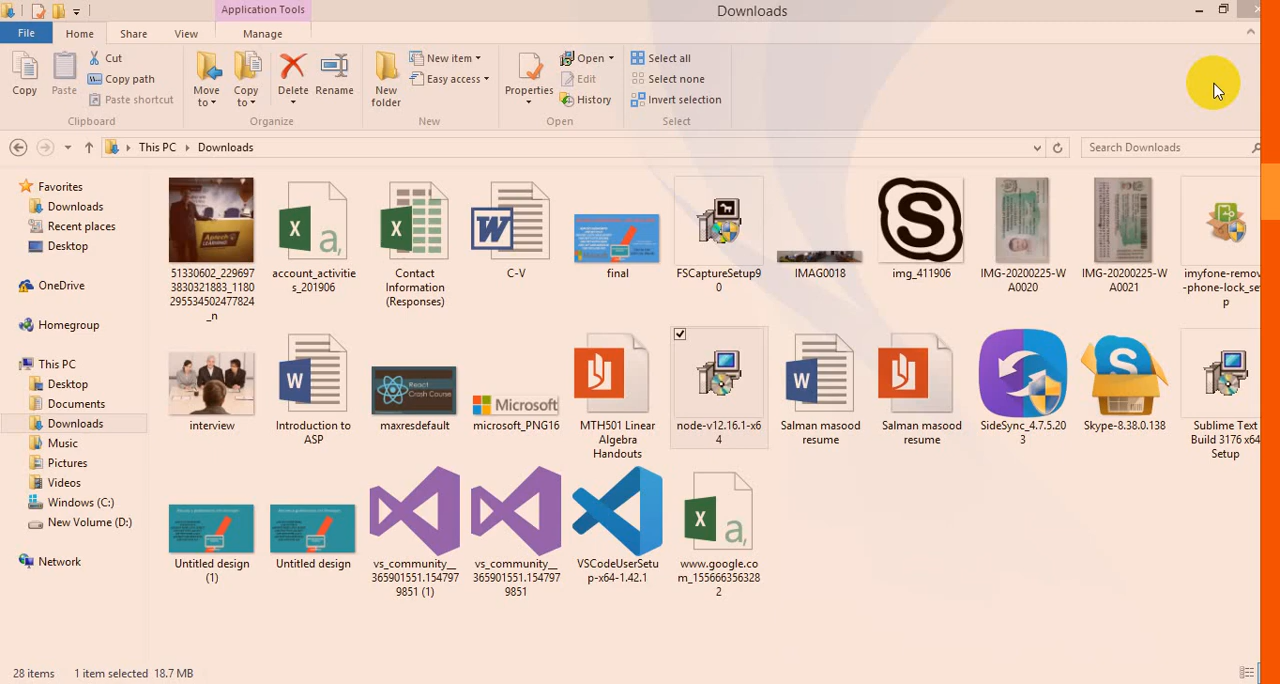 Application Tools
Downloads
File
Home
Share
View
Manage
Copy
Paste
Cut
Copy path
Paste shortcut
Clipboard
Move
to
Copy
to
Delete
Rename
Organize
New
folder
New item
Easy access
New
Properties
Open
Edit
History
Open
Select all
Select none
Invert selection
Select
This PC
Downloads
Search Downloads
Favorites
Downloads
Recent places
Desktop
OneDrive
Homegroup
This PC
Desktop
Documents
Downloads
Music
Pictures
Videos
Windows (C:)
New Volume (D:)
Network
51330602_229697
3830321883_1180
295534502477824
_n
account_activitie
s_201906
Contact
Information
(Responses)
C-V
final
FSCaptureSetup9
0
IMAG0018
img_411906
IMG-20200225-W
A0020
IMG-20200225-W
A0021
imyfone-remov
-phone-lock_se
p
interview
Introduction to
ASP
React
Crash Course
maxresdefault
Microsoft
microsoft_PNG16
MTH501 Linear
Algebra
Handouts
node-v12.16.1-x6
4
Salman masood
resume
Salman masood
resume
SideSync_4.7.5.20
3
Skype-8.38.0.138
Sublime Text
Build 3176 x64
Setup
Untitled design
(1)
Untitled design
vs_community__
365901551.154797
9851 (1)
vs_community__
365901551.154797
9851
VSCodeUserSetu
p-x64-1.42.1
www.google.co
m_155666356328
2
28 items
1 item selected
18.7 MB